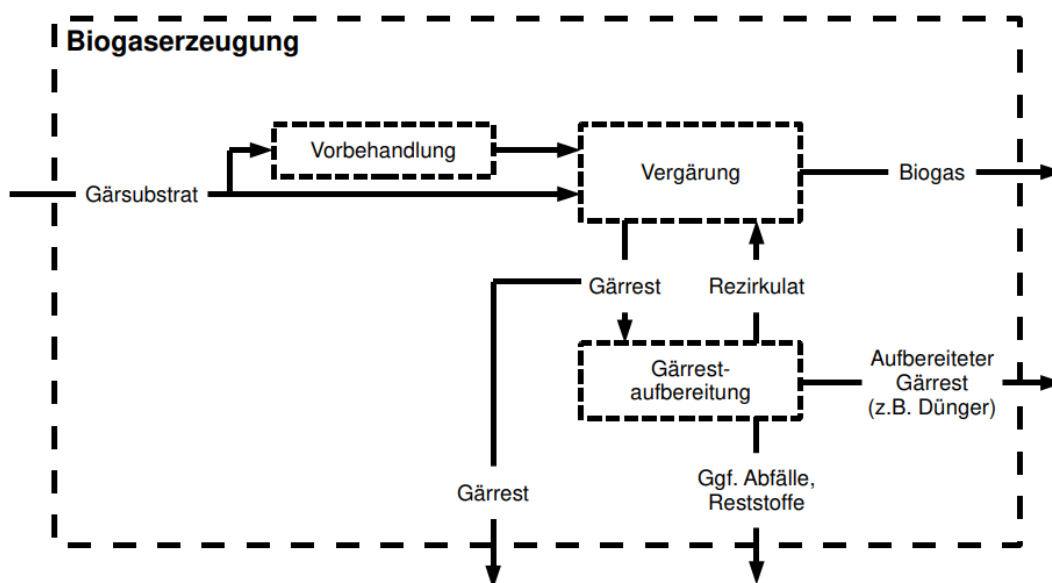 Biogaserzeugung
Vorbehandlung
Vergärung
Biogas
Gärsubstrat
Gärrest
Rezirkulat
Gärrest-
aufbereitung
Aufbereiteter
Gärrest
(z.B. Dünger)
Gärrest
Ggf. Abfälle,
Reststoffe